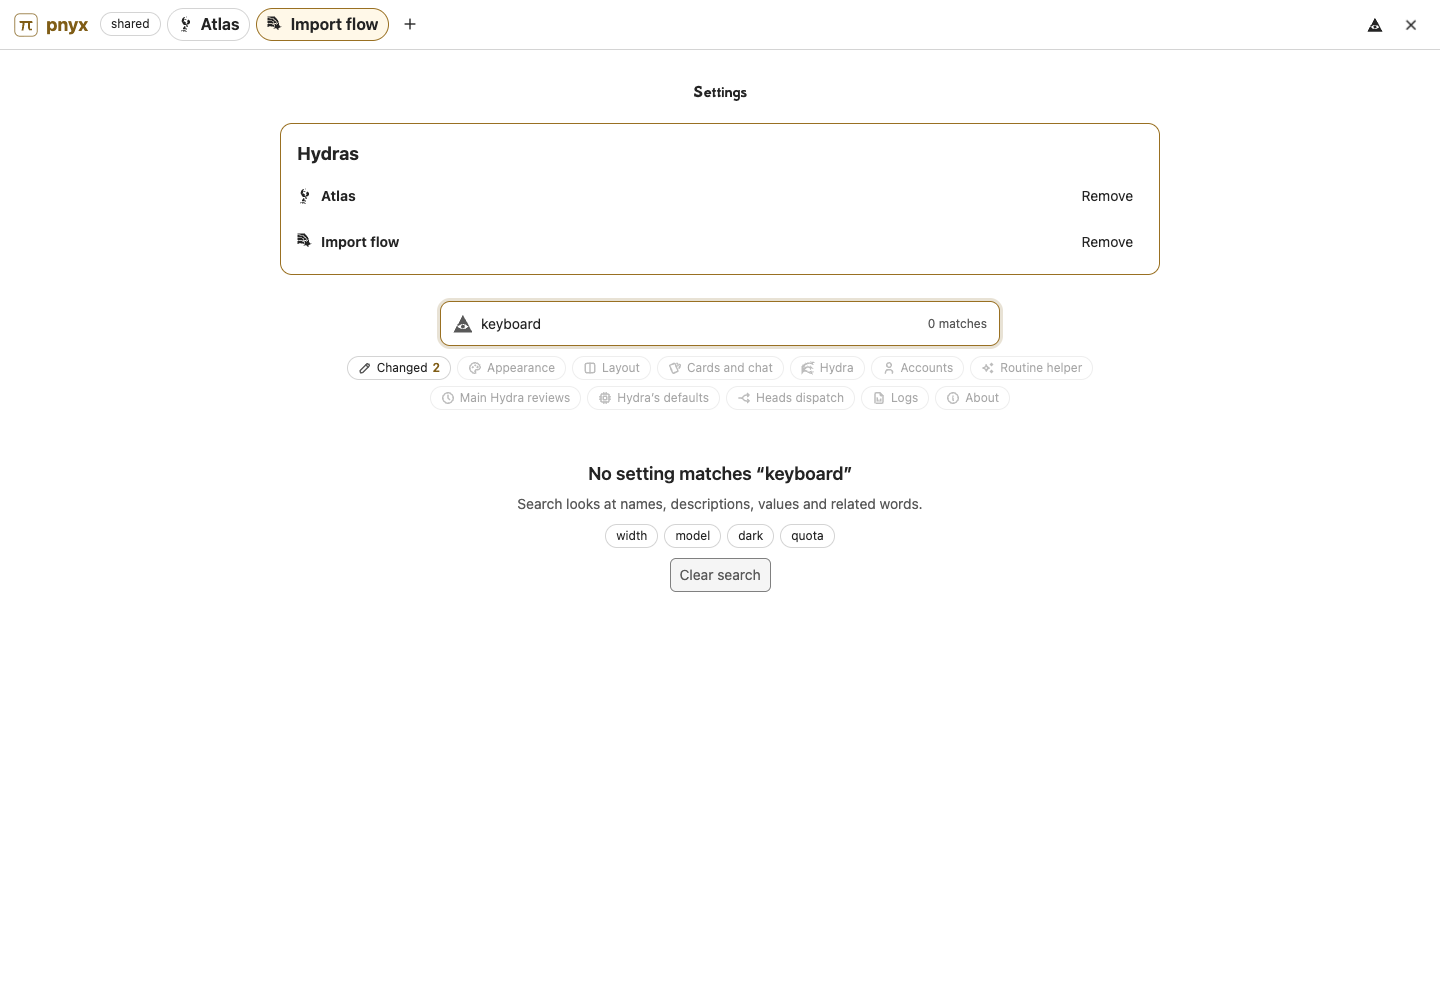 π pnyx shared Atlas Import flow +
Settings
Hydras
Atlas Remove
Import flow Remove
keyboard 0 matches
Changed 2 Appearance Layout Cards and chat Hydra Accounts Routine helper
Main Hydra reviews Hydra's defaults Heads dispatch Logs About
No setting matches “keyboard”
Search looks at names, descriptions, values and related words.
width model dark quota
Clear search